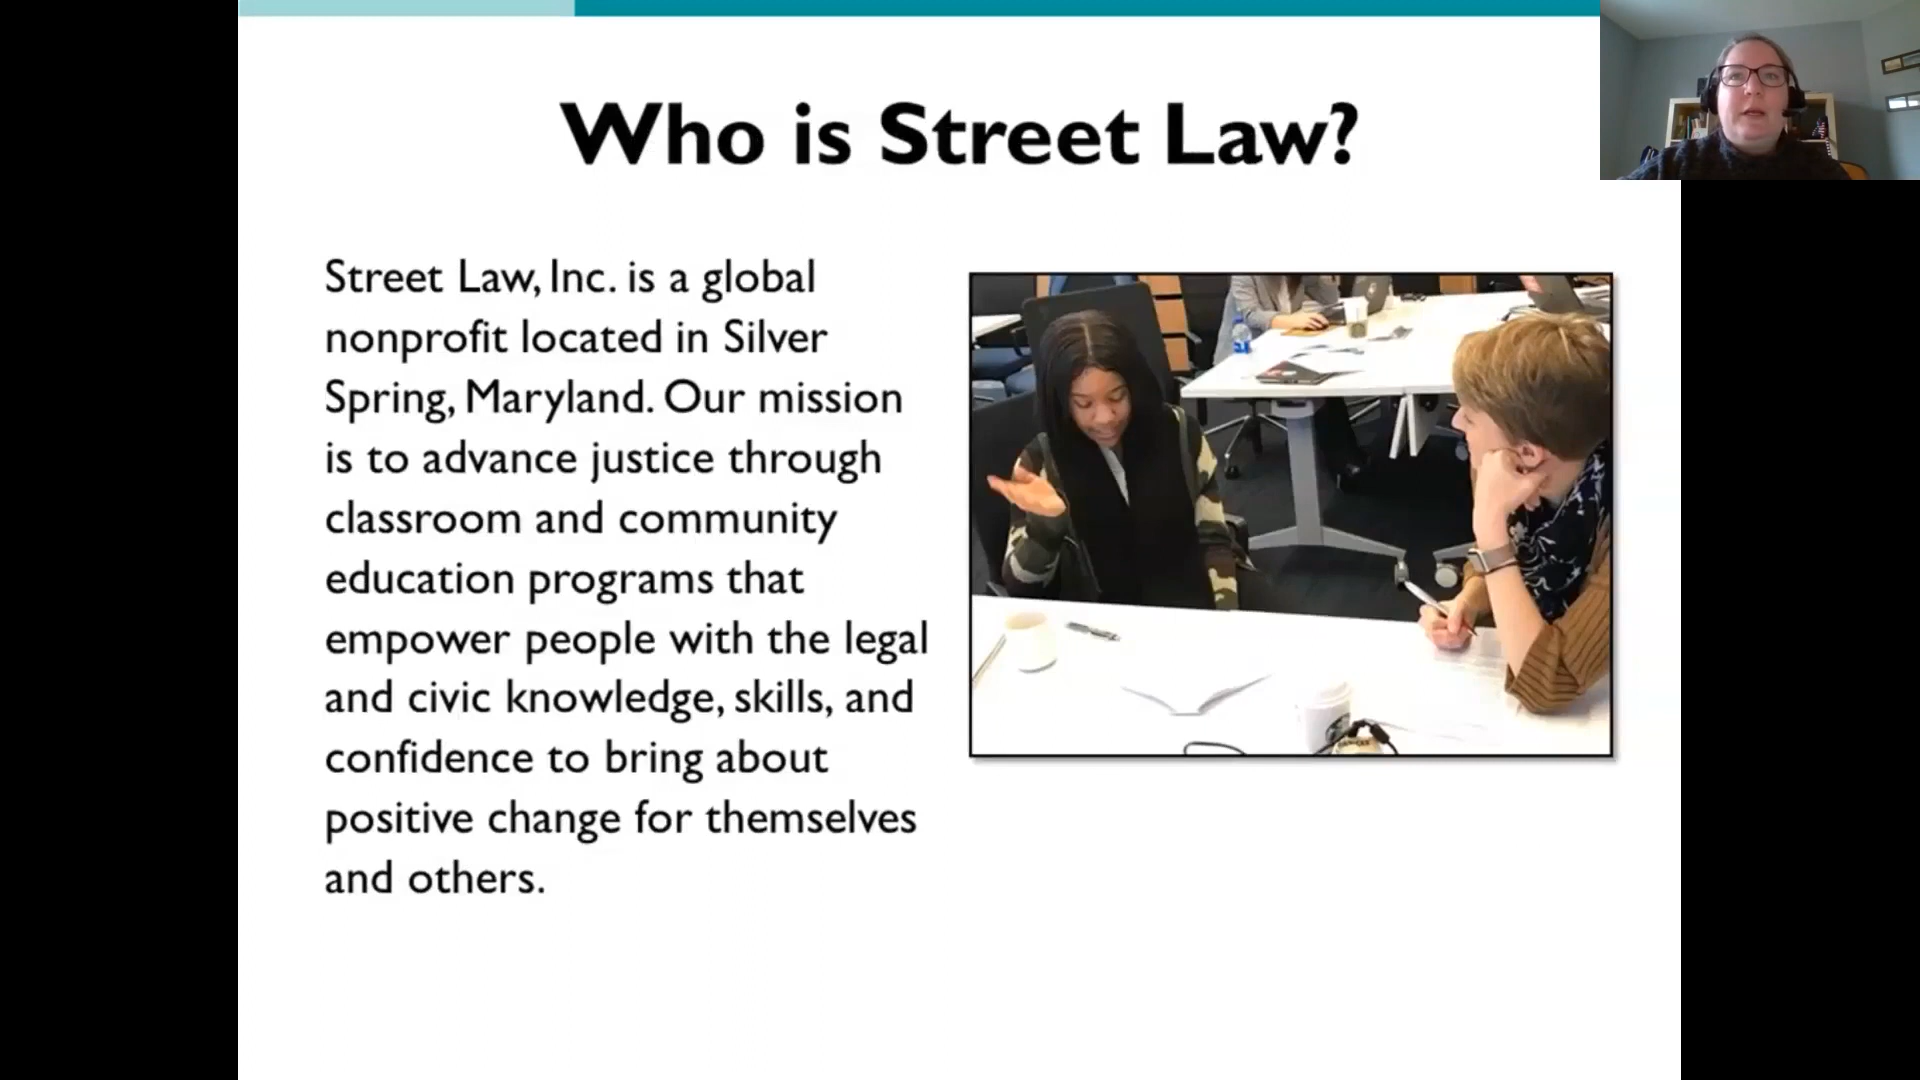 Who is Street Law?
Street Law, Inc. is a global
nonprofit located in Silver
Spring, Maryland. Our mission
is to advance justice through
classroom and community
education programs that
empower people with the legal
and civic knowledge, skills, and
confidence to bring about
positive change for themselves
and others.